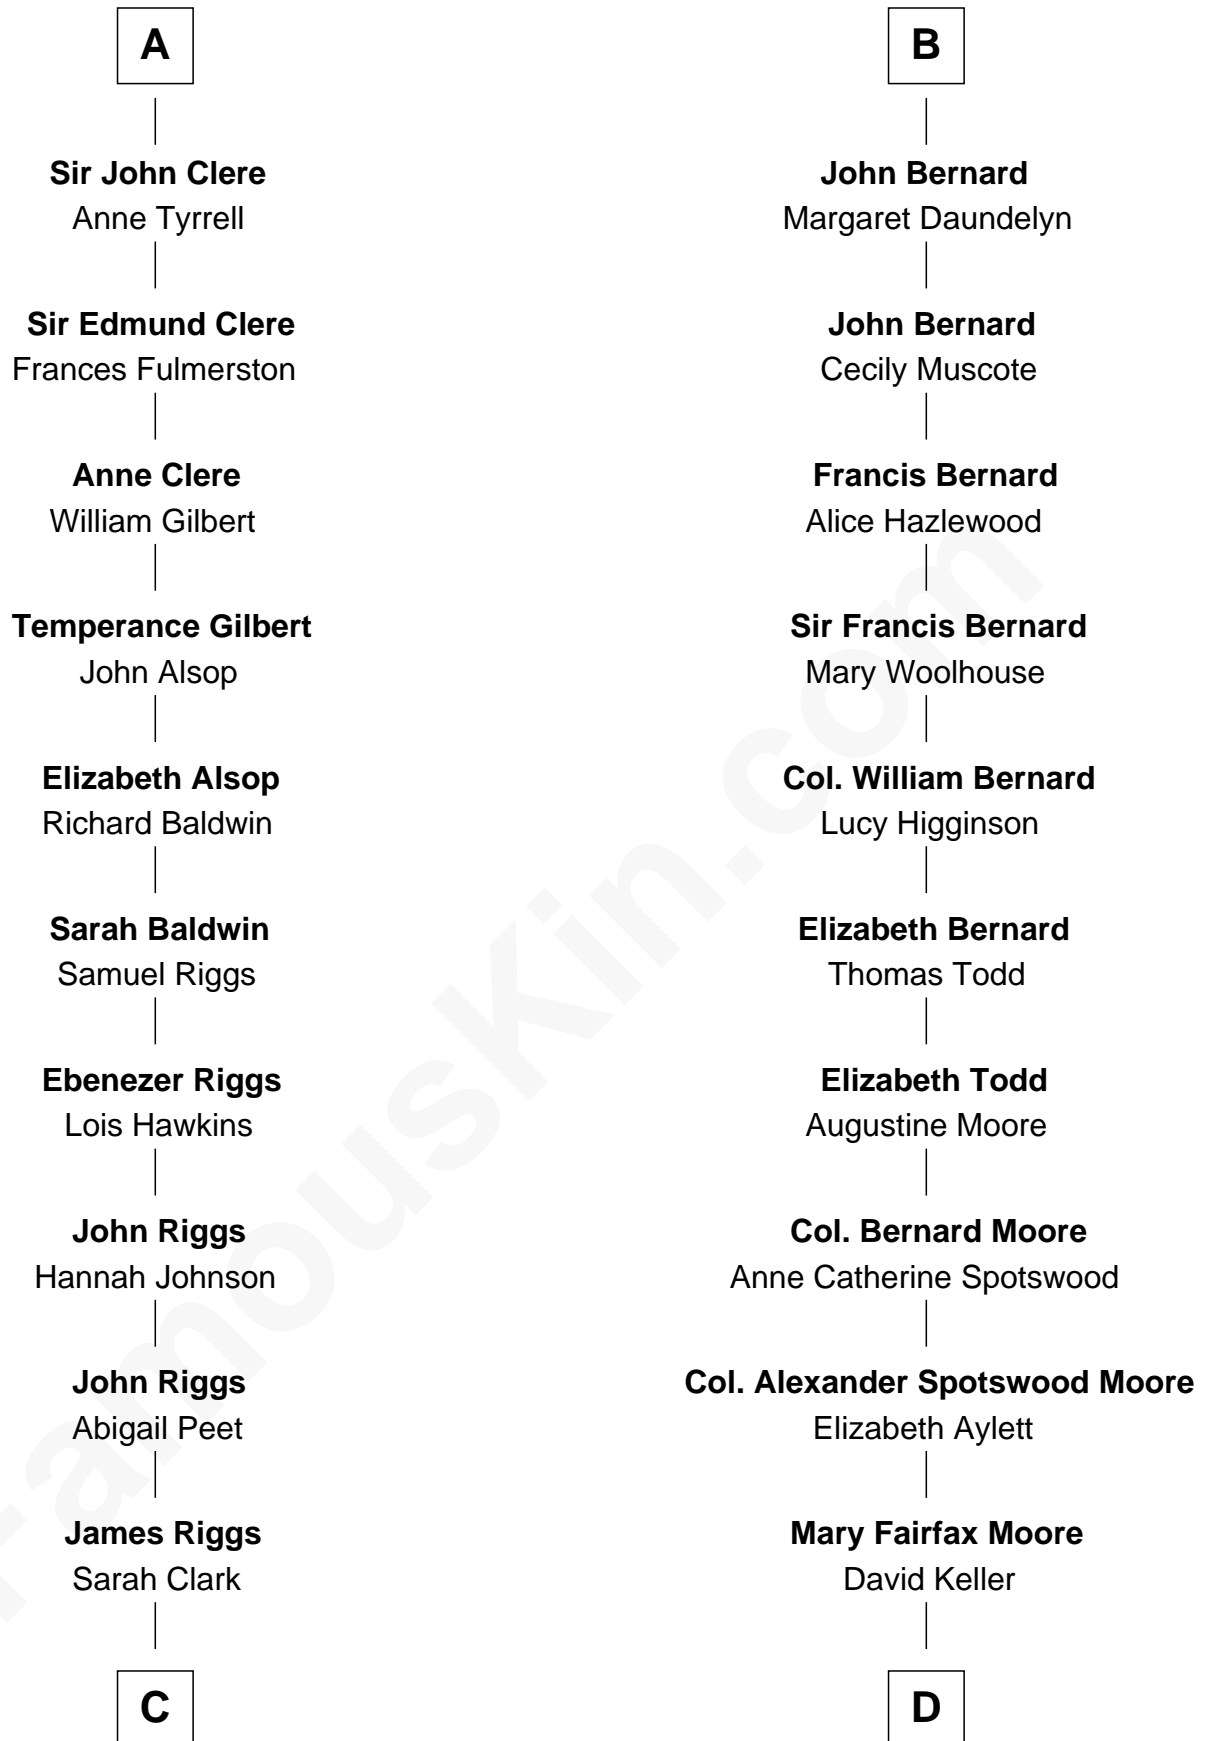 A
Sir John Clere
Anne Tyrrell
Sir Edmund Clere
Frances Fulmerston
Anne Clere
William Gilbert
Temperance Gilbert
John Alsop
Elizabeth Alsop
Richard Baldwin
Sarah Baldwin
Samuel Riggs
Ebenezer Riggs
Lois Hawkins
John Riggs
Hannah Johnson
John Riggs
Abigail Peet
James Riggs
Sarah Clark
C
B
John Bernard
Margaret Daundelyn
John Bernard
Cecily Muscote
Francis Bernard
Alice Hazlewood
Sir Francis Bernard
Mary Woolhouse
Col. William Bernard
Lucy Higginson
Elizabeth Bernard
Thomas Todd
Elizabeth Todd
Augustine Moore
Col. Bernard Moore
Anne Catherine Spotswood
Col. Alexander Spotswood Moore
Elizabeth Aylett
Mary Fairfax Moore
David Keller
D
FamousKin.com